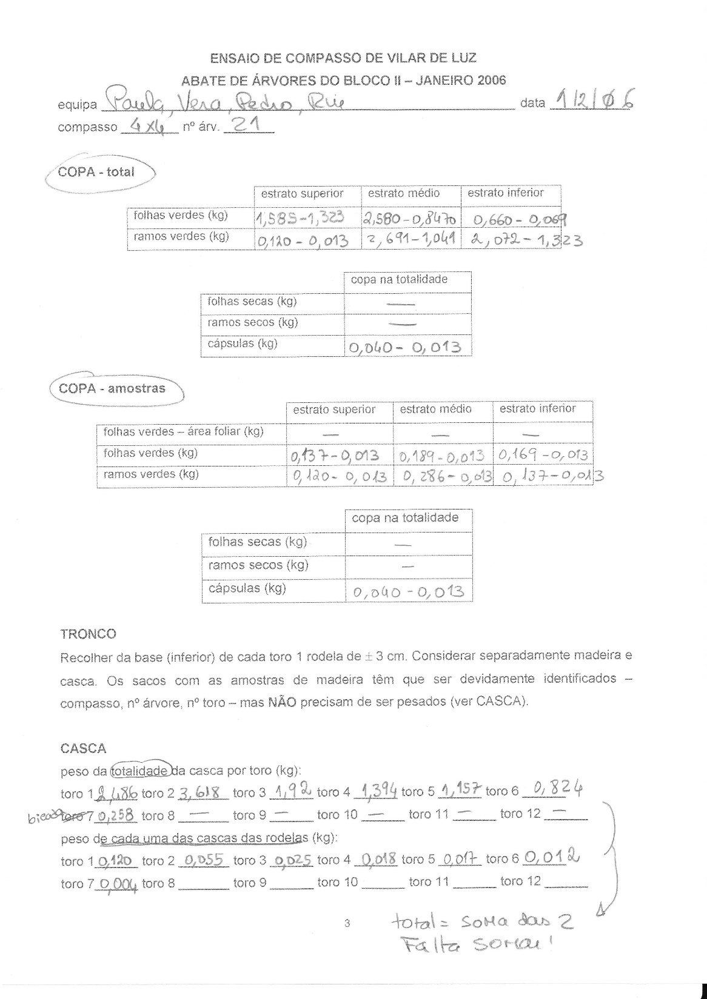 ENSAIO DE COMPASSO DE VILAR DE LUZ
ABATE DE ÁRVORES DO BLOCO II – JANEIRO 2006
equipa Paula, Vera, Pedro, Rui data 1/2/06
compasso 4x4 nº árv. 21
COPA - total
estrato superior estrato médio estrato inferior
folhas verdes (kg) 1,585-1,323 2,580-0,8470 0,660-0,069
ramos verdes (kg) 0,120-0,013 2,691-1,041 2,072-1,323
copa na totalidade
folhas secas (kg) —
ramos secos (kg) —
cápsulas (kg) 0,040-0,013
COPA - amostras
estrato superior estrato médio estrato inferior
folhas verdes – área foliar (kg) — — —
folhas verdes (kg) 0,137-0,013 0,189-0,013 0,169-0,013
ramos verdes (kg) 0,120-0,013 0,286-0,013 0,137-0,013
copa na totalidade
folhas secas (kg) —
ramos secos (kg) —
cápsulas (kg) 0,040-0,013
TRONCO
Recolher da base (inferior) de cada toro 1 rodela de ± 3 cm. Considerar separadamente madeira e
casca. Os sacos com as amostras de madeira têm que ser devidamente identificados –
compasso, nº árvore, nº toro – mas NÃO precisam de ser pesados (ver CASCA).
CASCA
peso da totalidade da casca por toro (kg):
toro 1 2,486 toro 2 3,618 toro 3 1,92 toro 4 1,394 toro 5 1,157 toro 6 0,824
toro 7 0,258 toro 8 — toro 9 — toro 10 — toro 11 — toro 12 —
peso de cada uma das cascas das rodelas (kg):
toro 1 0,120 toro 2 0,055 toro 3 0,025 toro 4 0,018 toro 5 0,017 toro 6 0,012
toro 7 0,004 toro 8 toro 9 toro 10 toro 11 toro 12
3
total = soma das 2
Falta somar!